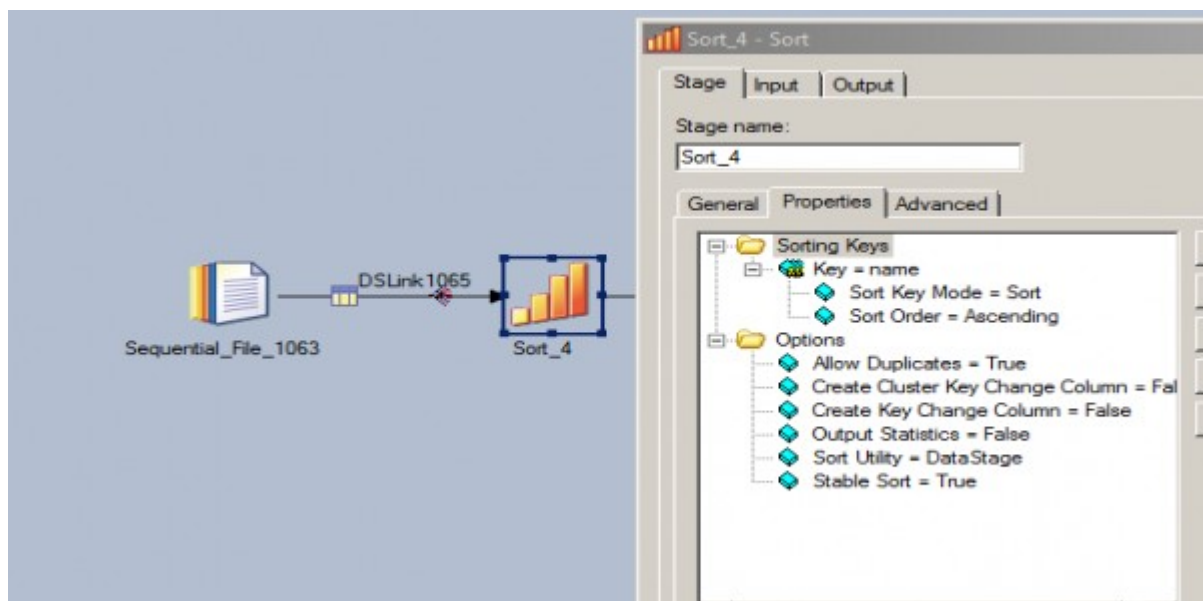 Sort_4 - Sort
Stage Input Output
Stage name:
Sort_4
General Properties Advanced
Sorting Keys
Key = name
Sort Key Mode = Sort
Sort Order = Ascending
Options
Allow Duplicates = True
Create Cluster Key Change Column = Fal
Create Key Change Column = False
Output Statistics = False
Sort Utility = DataStage
Stable Sort = True
DSLink1065
Sequential_File_1063
Sort_4